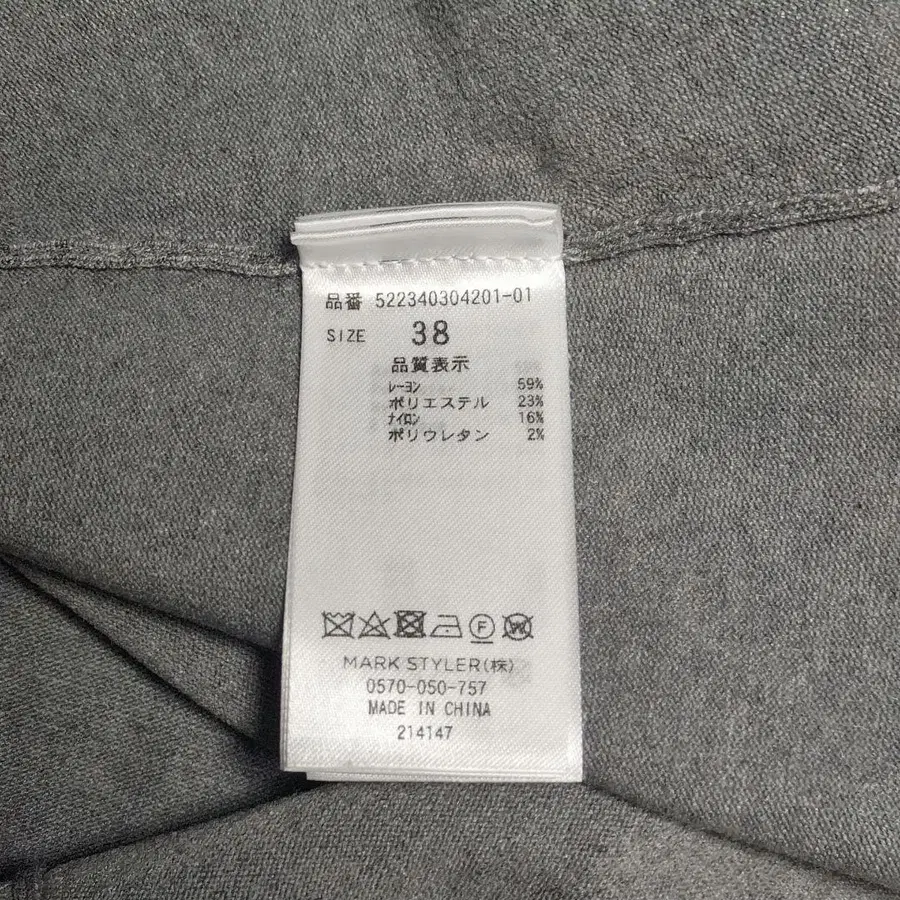 品番 522340304201-01
SIZE 38
品質表示
レーヨン 59%
ポリエステル 23%
ナイロン 16%
ポリウレタン 2%
F W
MARK STYLER(株)
0570-050-757
MADE IN CHINA
214147